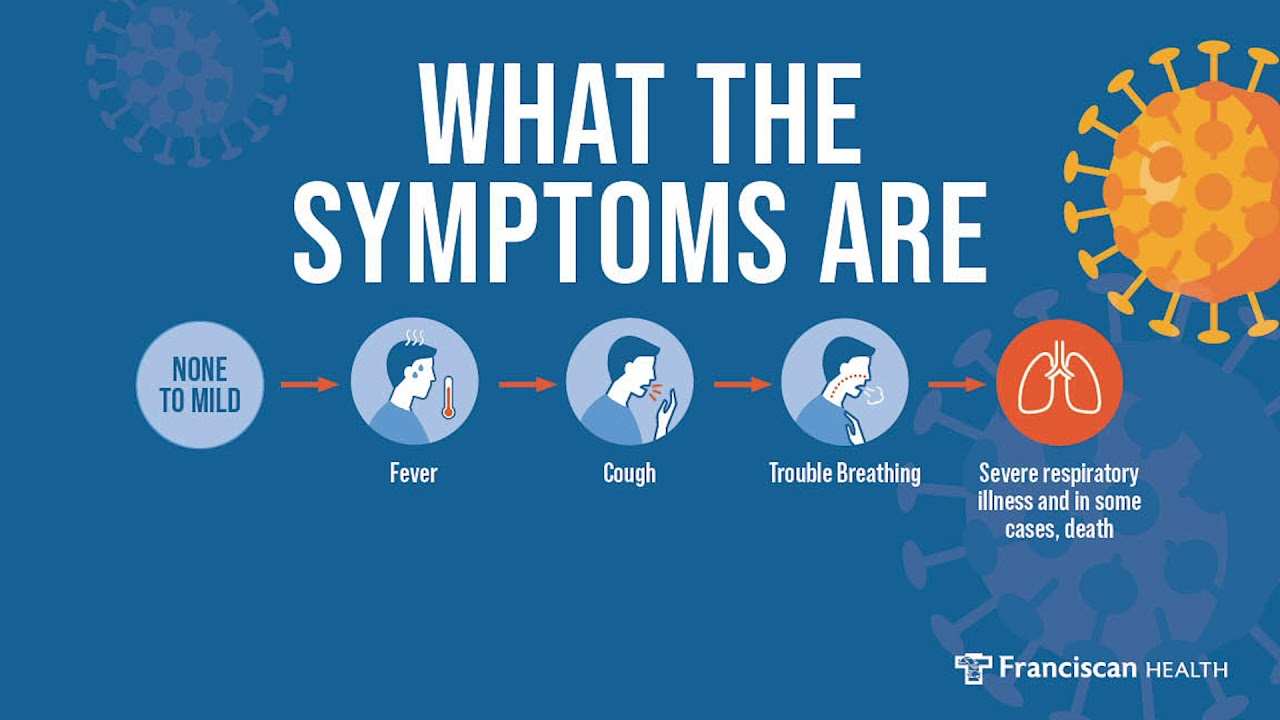 WHAT THE
SYMPTOMS ARE
NONE
TO MILD
Fever
Cough
Trouble Breathing
Severe respiratory
illness and in some
cases, death
Franciscan HEALTH